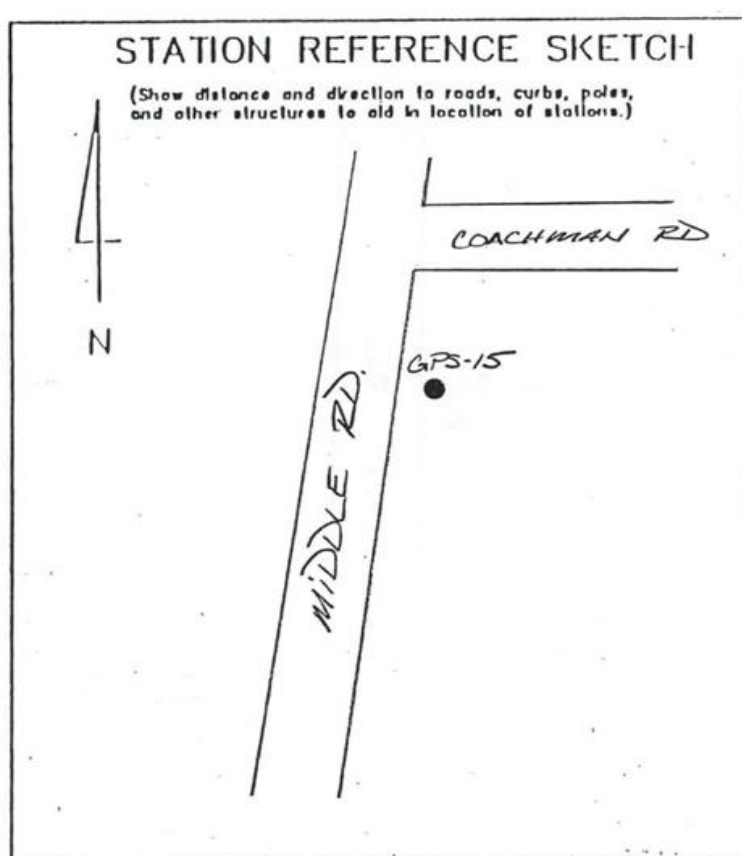 STATION REFERENCE SKETCH
(Show distance and direction to roads, curbs, poles,
and other structures to aid in location of stations.)
COACHMAN RD
N
GPS-15
MIDDLE RD.